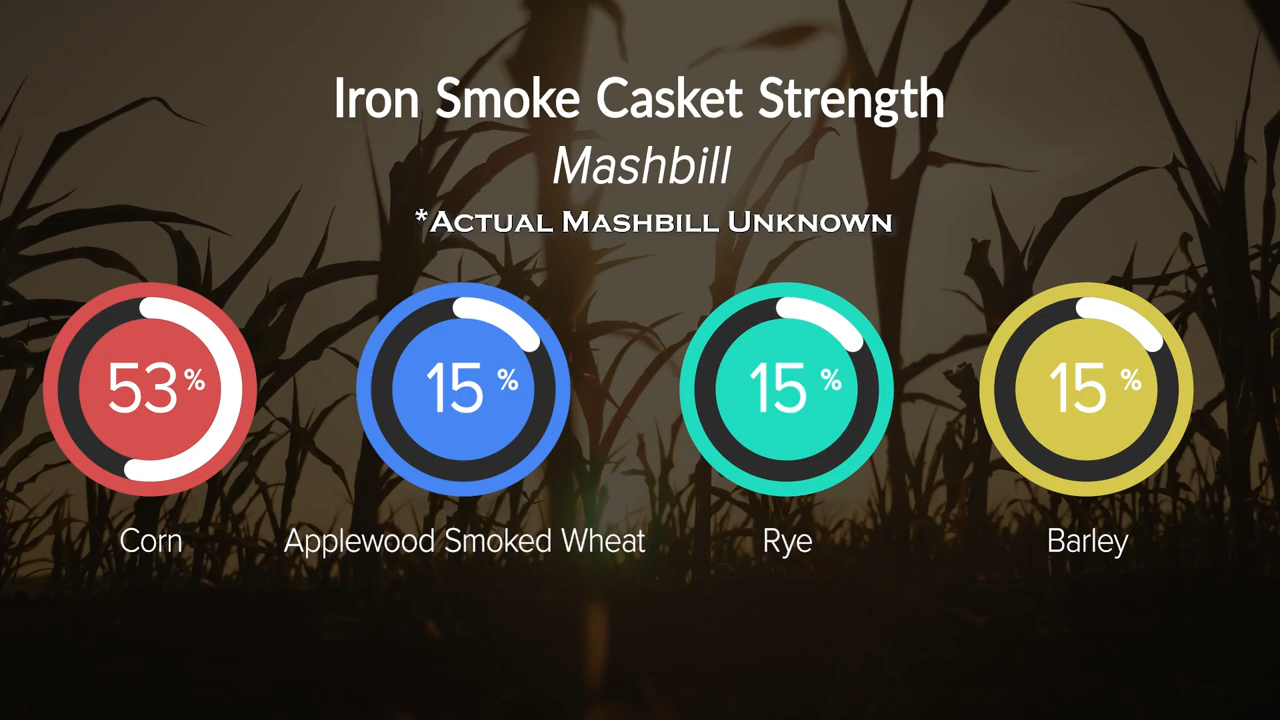 Iron Smoke Casket Strength
Mashbill
*Actual Mashbill Unknown
53% 15% 15% 15%
Corn Applewood Smoked Wheat Rye Barley